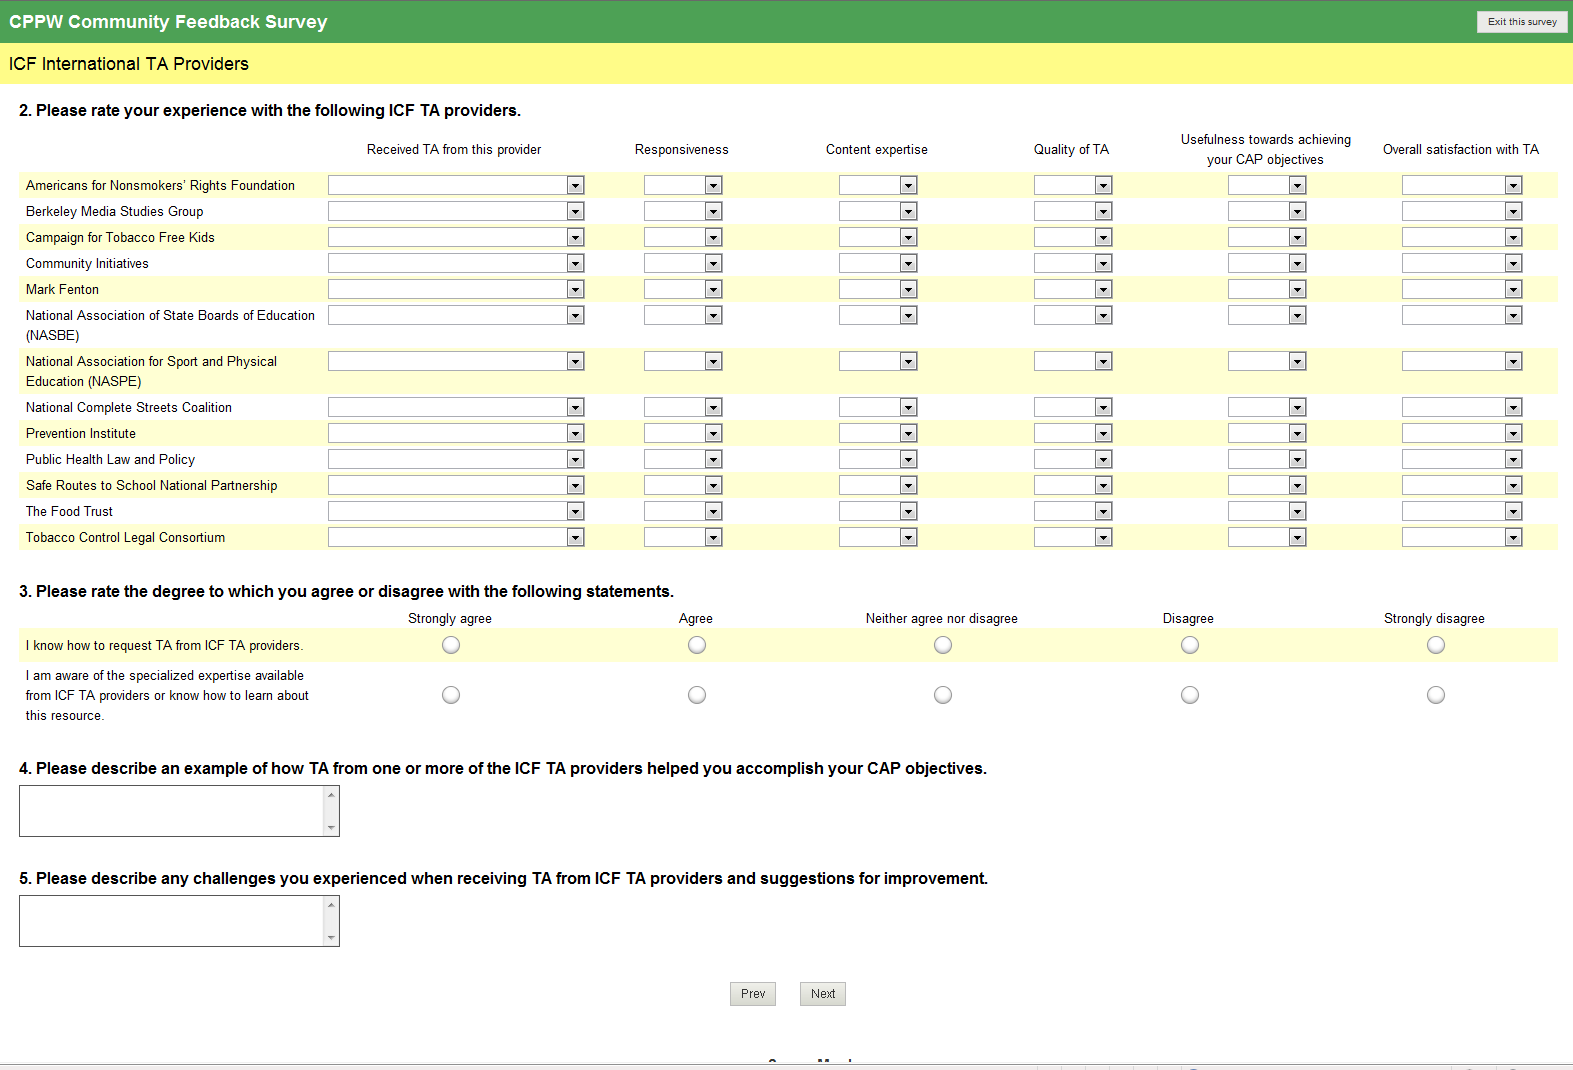 CPPW Community Feedback Survey
Exit this survey
ICF International TA Providers
2. Please rate your experience with the following ICF TA providers.
Received TA from this provider
Responsiveness
Content expertise
Quality of TA
Usefulness towards achieving
your CAP objectives
Overall satisfaction with TA
Americans for Nonsmokers' Rights Foundation
Berkeley Media Studies Group
Campaign for Tobacco Free Kids
Community Initiatives
Mark Fenton
National Association of State Boards of Education
(NASBE)
National Association for Sport and Physical
Education (NASPE)
National Complete Streets Coalition
Prevention Institute
Public Health Law and Policy
Safe Routes to School National Partnership
The Food Trust
Tobacco Control Legal Consortium
3. Please rate the degree to which you agree or disagree with the following statements.
Strongly agree
Agree
Neither agree nor disagree
Disagree
Strongly disagree
I know how to request TA from ICF TA providers.
I am aware of the specialized expertise available
from ICF TA providers or know how to learn about
this resource.
4. Please describe an example of how TA from one or more of the ICF TA providers helped you accomplish your CAP objectives.
5. Please describe any challenges you experienced when receiving TA from ICF TA providers and suggestions for improvement.
Prev
Next